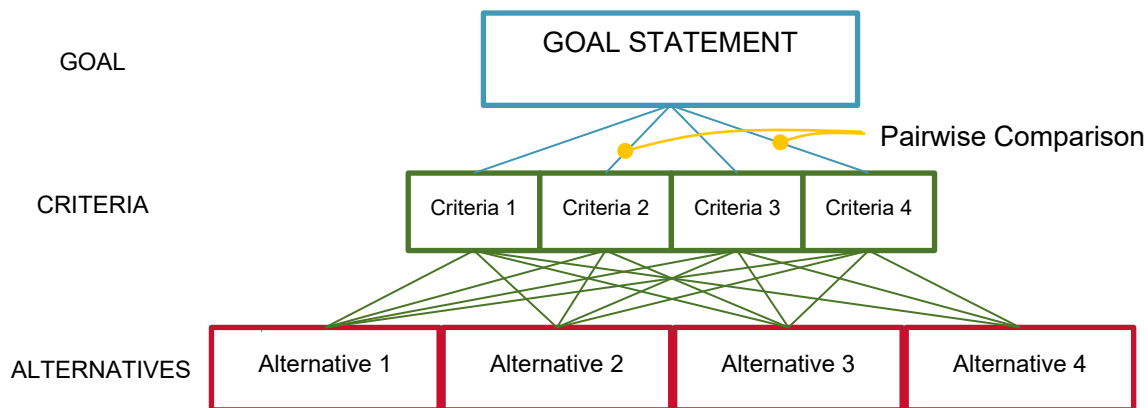 GOAL STATEMENT
GOAL
Pairwise Comparison
CRITERIA
Criteria 1
Criteria 2
Criteria 3
Criteria 4
ALTERNATIVES
Alternative 1
Alternative 2
Alternative 3
Alternative 4